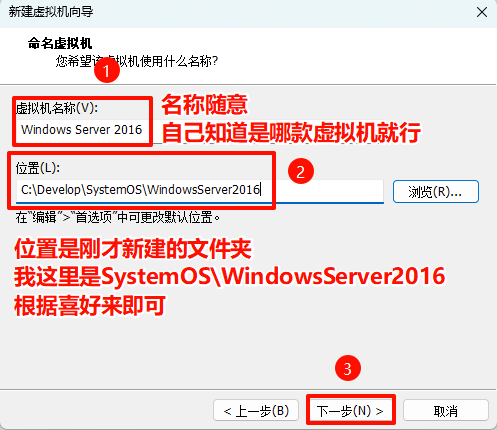 新建虚拟机向导
命名虚拟机
您希望该虚拟机使用什么名称?
1
虚拟机名称(V):
Windows Server 2016
名称随意
自己知道是哪款虚拟机就行
位置(L):
2
C:\Develop\SystemOS\WindowsServer2016
浏览(R)...
在“编辑”>“首选项”中可更改默认位置。
位置是刚才新建的文件夹
我这里是SystemOS\WindowsServer2016
根据喜好来即可
3
< 上一步(B)
下一步(N) >
取消